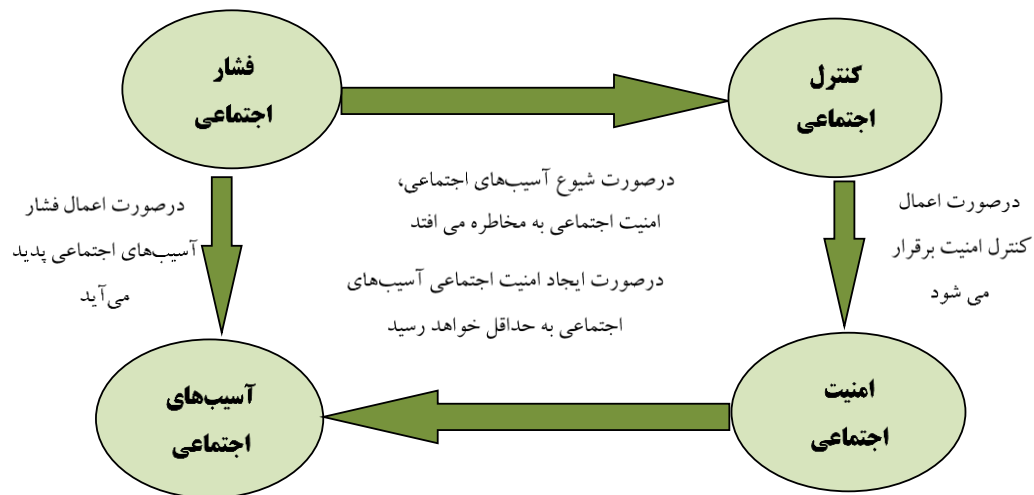 کنترل
اجتماعی
فشار
اجتماعی
درصورت اعمال
کنترل امنیت برقرار
می شود
درصورت شیوع آسیب‌های اجتماعی،
امنیت اجتماعی به مخاطره می افتد
درصورت ایجاد امنیت اجتماعی آسیب‌های
اجتماعی به حداقل خواهد رسید
درصورت اعمال فشار
آسیب‌های اجتماعی پدید
می‌آید
امنیت
اجتماعی
آسیب‌های
اجتماعی